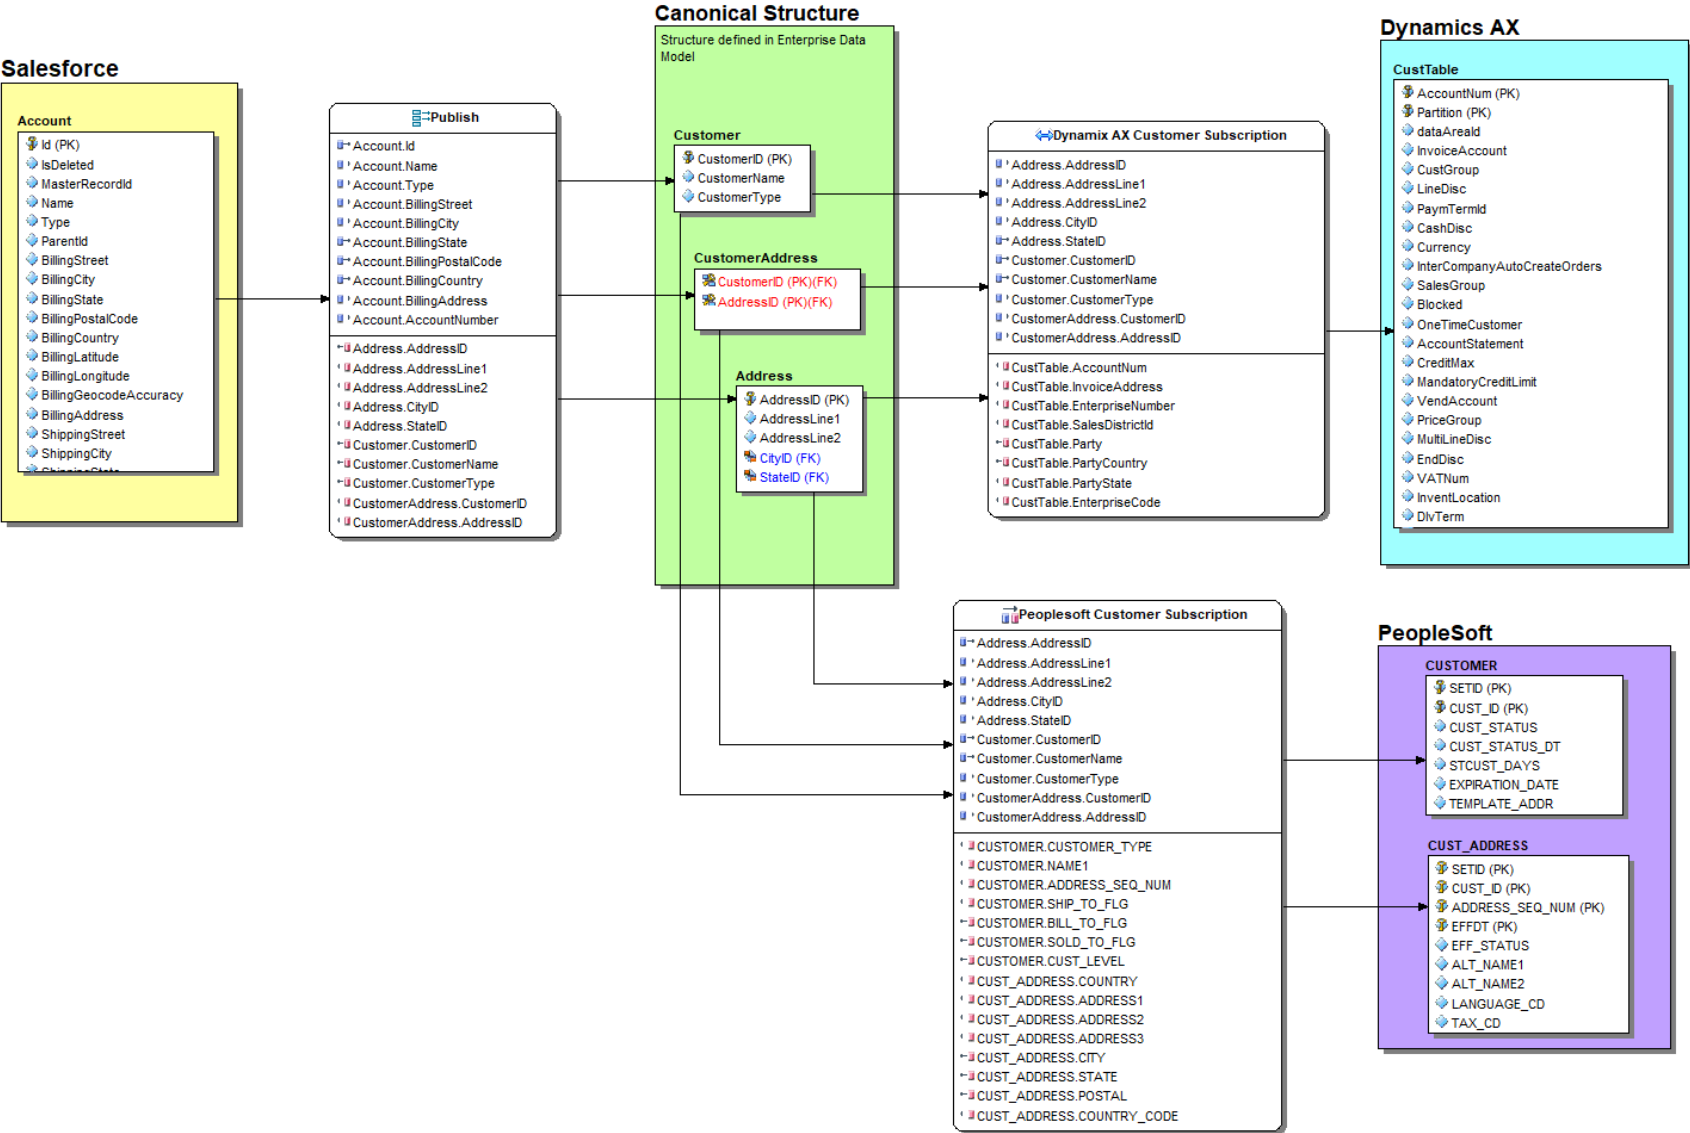 Salesforce
Account
Id (PK)
IsDeleted
MasterRecordId
Name
Type
ParentId
BillingStreet
BillingCity
BillingState
BillingPostalCode
BillingCountry
BillingLatitude
BillingLongitude
BillingGeocodeAccuracy
BillingAddress
ShippingStreet
ShippingCity
ShippingState
Publish
Account.Id
Account.Name
Account.Type
Account.BillingStreet
Account.BillingCity
Account.BillingState
Account.BillingPostalCode
Account.BillingCountry
Account.BillingAddress
Account.AccountNumber
Address.AddressID
Address.AddressLine1
Address.AddressLine2
Address.CityID
Address.StateID
Customer.CustomerID
Customer.CustomerName
Customer.CustomerType
CustomerAddress.CustomerID
CustomerAddress.AddressID
Canonical Structure
Structure defined in Enterprise Data
Model
Customer
CustomerID (PK)
CustomerName
CustomerType
CustomerAddress
CustomerID (PK)(FK)
AddressID (PK)(FK)
Address
AddressID (PK)
AddressLine1
AddressLine2
CityID (FK)
StateID (FK)
Dynamix AX Customer Subscription
Address.AddressID
Address.AddressLine1
Address.AddressLine2
Address.CityID
Address.StateID
Customer.CustomerID
Customer.CustomerName
Customer.CustomerType
CustomerAddress.CustomerID
CustomerAddress.AddressID
CustTable.AccountNum
CustTable.InvoiceAddress
CustTable.EnterpriseNumber
CustTable.SalesDistrictId
CustTable.Party
CustTable.PartyCountry
CustTable.PartyState
CustTable.EnterpriseCode
Dynamics AX
CustTable
AccountNum (PK)
Partition (PK)
dataAreaId
InvoiceAccount
CustGroup
LineDisc
PaymTermId
CashDisc
Currency
InterCompanyAutoCreateOrders
SalesGroup
Blocked
OneTimeCustomer
AccountStatement
CreditMax
MandatoryCreditLimit
VendAccount
PriceGroup
MultiLineDisc
EndDisc
VATNum
InventLocation
DlvTerm
Peoplesoft Customer Subscription
Address.AddressID
Address.AddressLine1
Address.AddressLine2
Address.CityID
Address.StateID
Customer.CustomerID
Customer.CustomerName
Customer.CustomerType
CustomerAddress.CustomerID
CustomerAddress.AddressID
CUSTOMER.CUSTOMER_TYPE
CUSTOMER.NAME1
CUSTOMER.ADDRESS_SEQ_NUM
CUSTOMER.SHIP_TO_FLG
CUSTOMER.BILL_TO_FLG
CUSTOMER.SOLD_TO_FLG
CUSTOMER.CUST_LEVEL
CUST_ADDRESS.COUNTRY
CUST_ADDRESS.ADDRESS1
CUST_ADDRESS.ADDRESS2
CUST_ADDRESS.ADDRESS3
CUST_ADDRESS.CITY
CUST_ADDRESS.STATE
CUST_ADDRESS.POSTAL
CUST_ADDRESS.COUNTRY_CODE
PeopleSoft
CUSTOMER
SETID (PK)
CUST_ID (PK)
CUST_STATUS
CUST_STATUS_DT
STCUST_DAYS
EXPIRATION_DATE
TEMPLATE_ADDR
CUST_ADDRESS
SETID (PK)
CUST_ID (PK)
ADDRESS_SEQ_NUM (PK)
EFFDT (PK)
EFF_STATUS
ALT_NAME1
ALT_NAME2
LANGUAGE_CD
TAX_CD